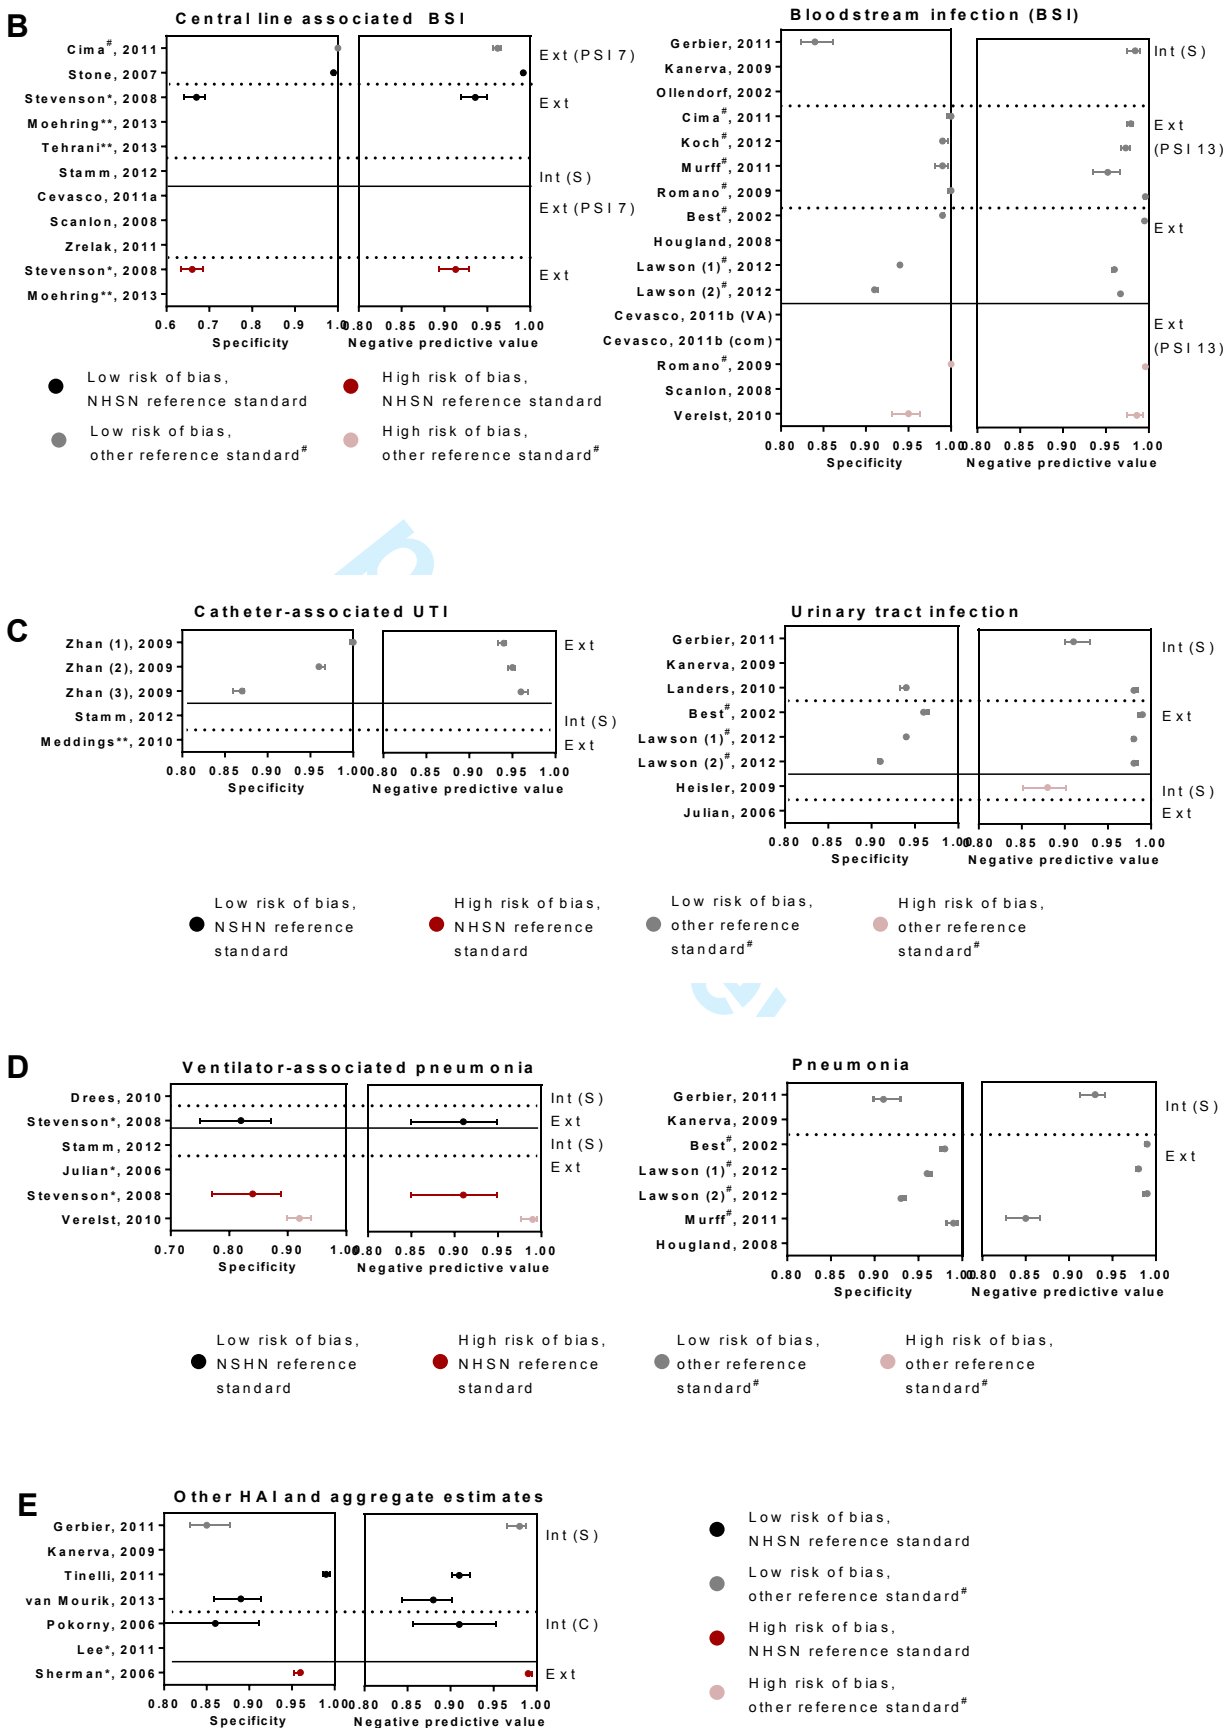 B
Central line associated BSI
Cima#, 2011
Stone, 2007
Stevenson*, 2008
Moehring**, 2013
Tehrani**, 2013
Stamm, 2012
Cevasco, 2011a
Scanlon, 2008
Zrelak, 2011
Stevenson*, 2008
Moehring**, 2013
Ext (PSI 7)
Ext
Int (S)
Ext (PSI 7)
Ext
0.6 0.7 0.8 0.9 1.0
Specificity
0.80 0.85 0.90 0.95 1.00
Negative predictive value
Low risk of bias,
NHSN reference standard
High risk of bias,
NHSN reference standard
Low risk of bias,
other reference standard#
High risk of bias,
other reference standard#
Bloodstream infection (BSI)
Gerbier, 2011
Kanerva, 2009
Ollendorf, 2002
Cima#, 2011
Koch#, 2012
Murff#, 2011
Romano#, 2009
Best#, 2002
Hougland, 2008
Lawson (1)#, 2012
Lawson (2)#, 2012
Cevasco, 2011b (VA)
Cevasco, 2011b (com)
Romano#, 2009
Scanlon, 2008
Verelst, 2010
Int (S)
Ext
(PSI 13)
Ext
Ext
(PSI 13)
0.80 0.85 0.90 0.95 1.00
Specificity
0.80 0.85 0.90 0.95 1.00
Negative predictive value
C
Catheter-associated UTI
Zhan (1), 2009
Zhan (2), 2009
Zhan (3), 2009
Stamm, 2012
Meddings**, 2010
Ext
Int (S)
Ext
0.80 0.85 0.90 0.95 1.00
Specificity
0.80 0.85 0.90 0.95 1.00
Negative predictive value
Urinary tract infection
Gerbier, 2011
Kanerva, 2009
Landers, 2010
Best#, 2002
Lawson (1)#, 2012
Lawson (2)#, 2012
Heisler, 2009
Julian, 2006
Int (S)
Ext
Int (S)
Ext
0.80 0.85 0.90 0.95 1.00
Specificity
0.80 0.85 0.90 0.95 1.00
Negative predictive value
Low risk of bias,
NSHN reference
standard
High risk of bias,
NHSN reference
standard
Low risk of bias,
other reference
standard#
High risk of bias,
other reference
standard#
D
Ventilator-associated pneumonia
Drees, 2010
Stevenson*, 2008
Stamm, 2012
Julian*, 2006
Stevenson*, 2008
Verelst, 2010
Int (S)
Ext
Int (S)
Ext
0.70 0.80 0.90 1.00
Specificity
0.80 0.85 0.90 0.95 1.00
Negative predictive value
Pneumonia
Gerbier, 2011
Kanerva, 2009
Best#, 2002
Lawson (1)#, 2012
Lawson (2)#, 2012
Murff#, 2011
Hougland, 2008
Int (S)
Ext
0.80 0.85 0.90 0.95 1.00
Specificity
0.80 0.85 0.90 0.95 1.00
Negative predictive value
Low risk of bias,
NSHN reference
standard
High risk of bias,
NHSN reference
standard
Low risk of bias,
other reference
standard#
High risk of bias,
other reference
standard#
E
Other HAI and aggregate estimates
Gerbier, 2011
Kanerva, 2009
Tinelli, 2011
van Mourik, 2013
Pokorny, 2006
Lee*, 2011
Sherman*, 2006
Int (S)
Int (C)
Ext
0.80 0.85 0.90 0.95 1.00
Specificity
0.80 0.85 0.90 0.95 1.00
Negative predictive value
Low risk of bias,
NHSN reference standard
Low risk of bias,
other reference standard#
High risk of bias,
NHSN reference standard
High risk of bias,
other reference standard#